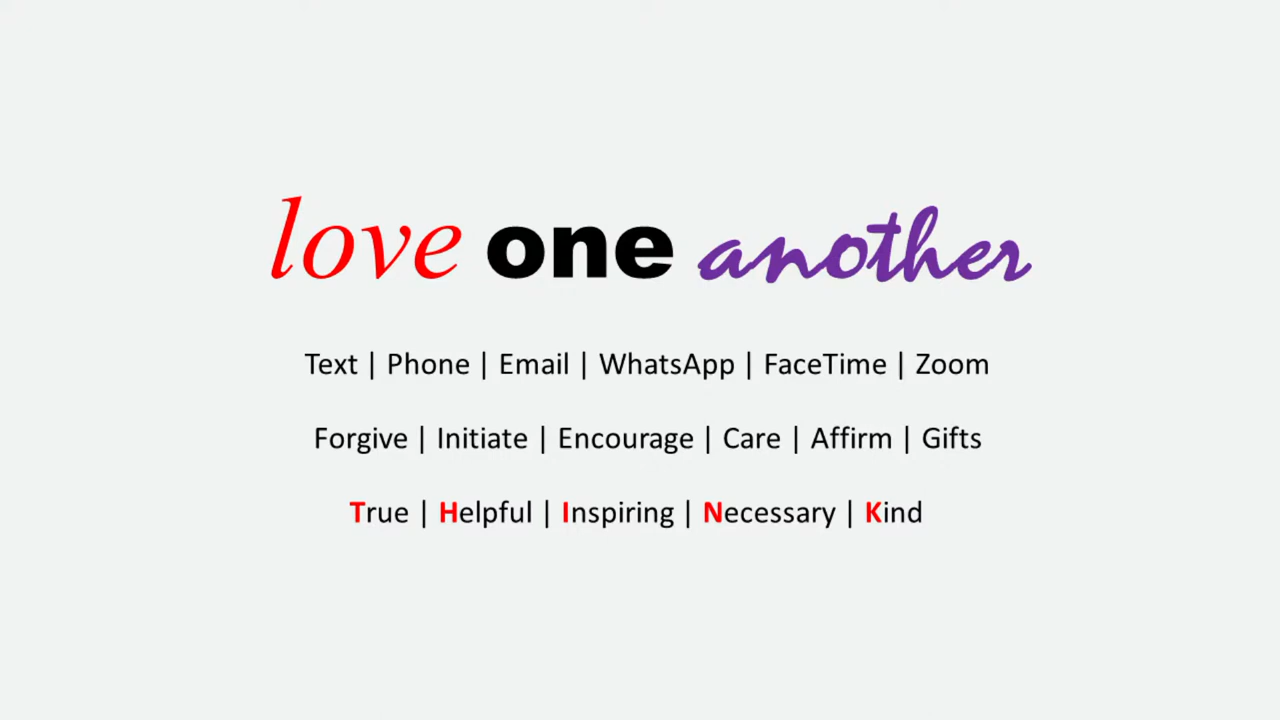 love one another
Text | Phone | Email | WhatsApp | FaceTime | Zoom
Forgive | Initiate | Encourage | Care | Affirm | Gifts
True | Helpful | Inspiring | Necessary | Kind